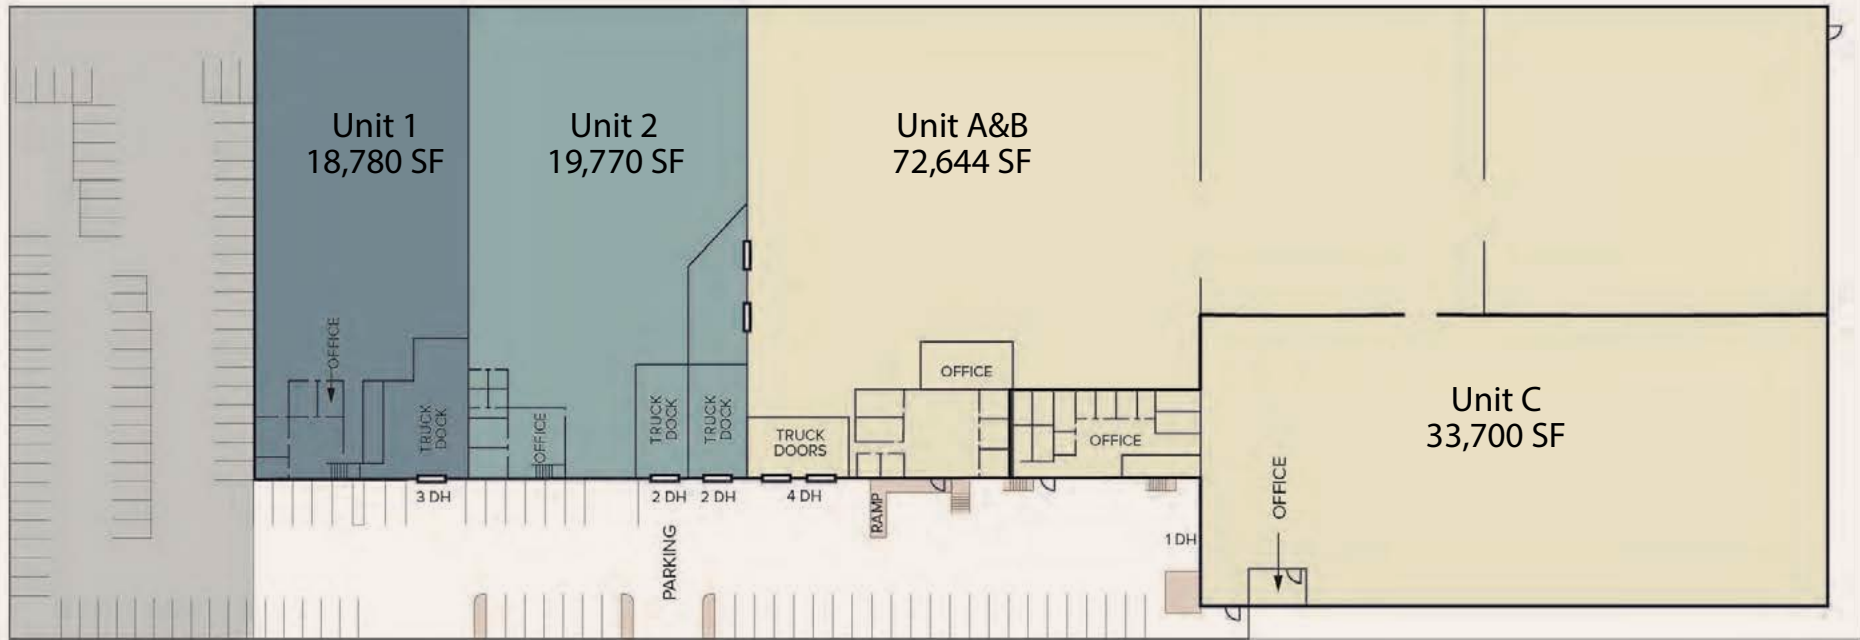 Unit 1
18,780 SF
Unit 2
19,770 SF
Unit A&B
72,644 SF
OFFICE
TRUCK
DOCK
OFFICE
TRUCK
DOCK
TRUCK
DOCK
TRUCK
DOORS
OFFICE
OFFICE
Unit C
33,700 SF
OFFICE
3 DH
2 DH
2 DH
4 DH
RAMP
1 DH
PARKING